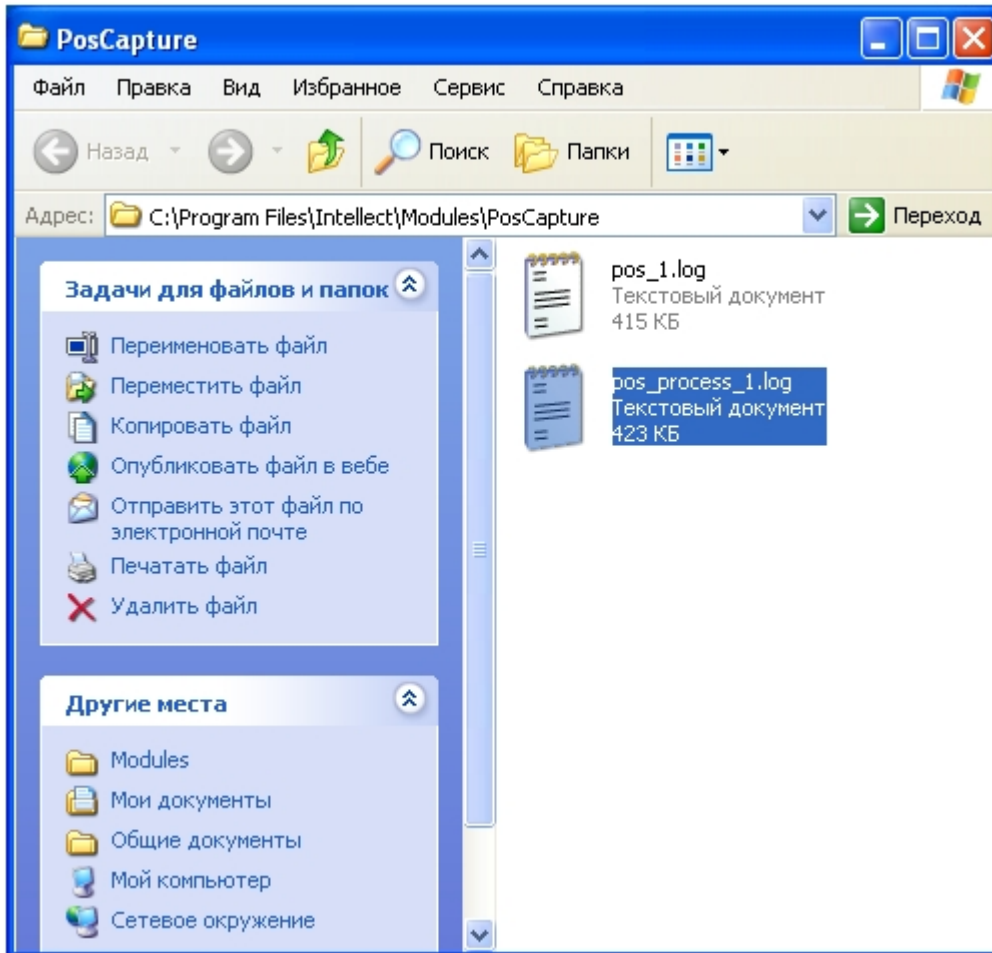 PosCapture
Файл Правка Вид Избранное Сервис Справка
Назад Поиск Папки
Адрес: C:\Program Files\Intellect\Modules\PosCapture Переход
Задачи для файлов и папок
Переименовать файл
Переместить файл
Копировать файл
Опубликовать файл в вебе
Отправить этот файл по
электронной почте
Печатать файл
Удалить файл
Другие места
Modules
Мои документы
Общие документы
Мой компьютер
Сетевое окружение
pos_1.log
Текстовый документ
415 КБ
pos_process_1.log
Текстовый документ
423 КБ